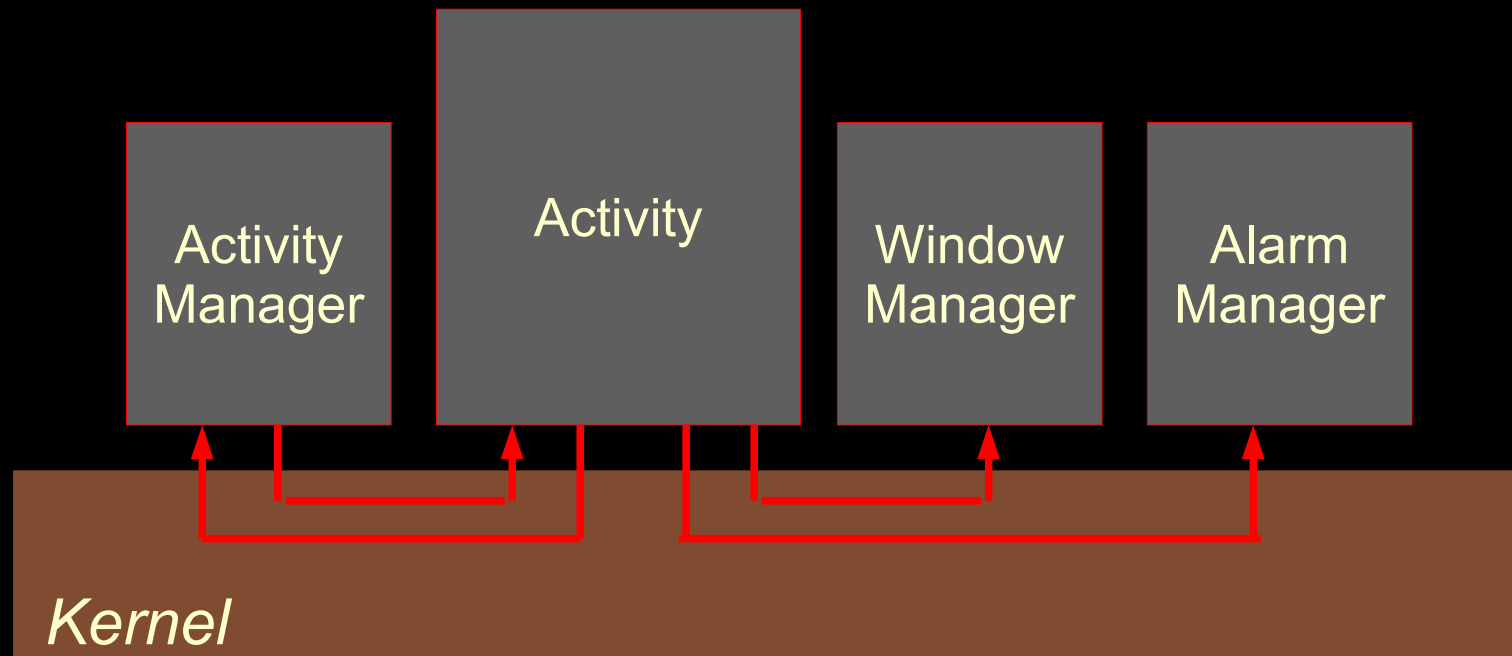 Activity
Manager
Activity
Window
Manager
Alarm
Manager
Kernel